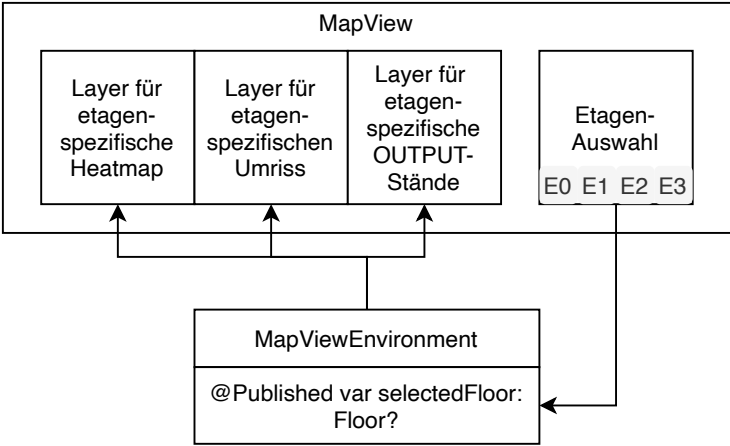 MapView
Layer für
etagen-
spezifische
Heatmap
Layer für
etagen-
spezifischen
Umriss
Layer für
etagen-
spezifische
OUTPUT-
Stände
Etagen-
Auswahl
E0 E1 E2 E3
MapViewEnvironment
@Published var selectedFloor:
Floor?